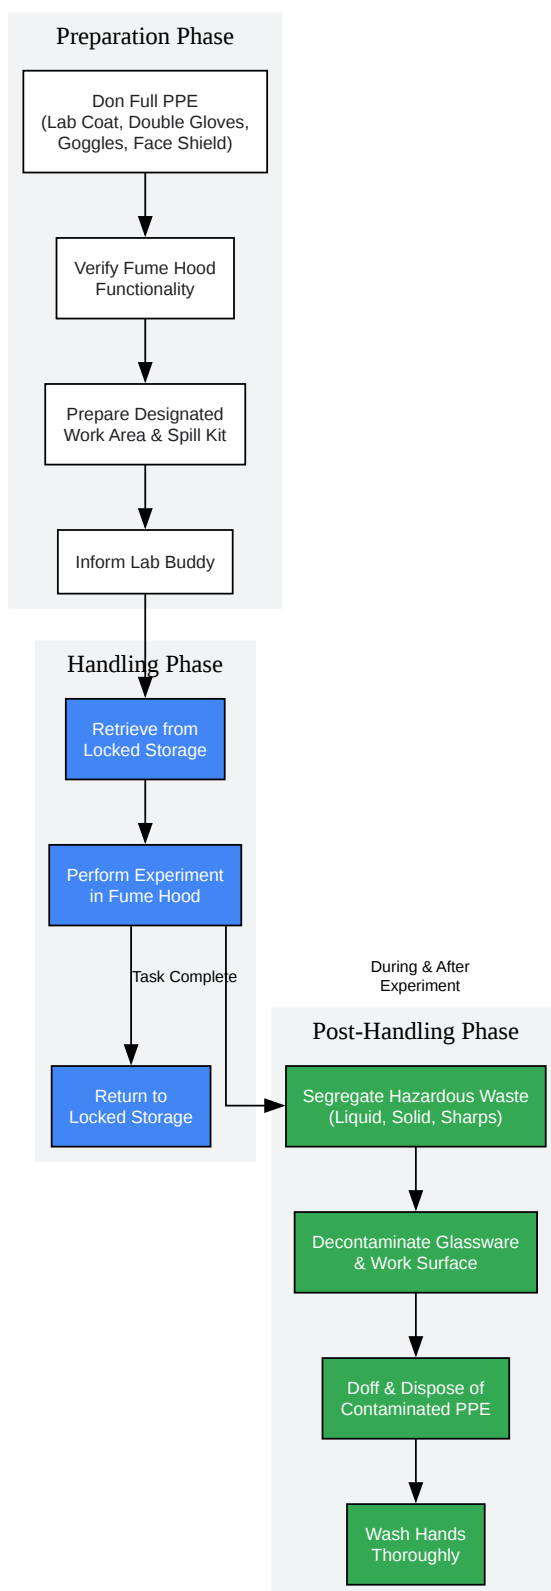 Preparation Phase
Don Full PPE
(Lab Coat, Double Gloves,
Goggles, Face Shield)
Verify Fume Hood
Functionality
Prepare Designated
Work Area & Spill Kit
Inform Lab Buddy
Handling Phase
Retrieve from
Locked Storage
Perform Experiment
in Fume Hood
Task Complete
During & After
Experiment
Return to
Locked Storage
Post-Handling Phase
Segregate Hazardous Waste
(Liquid, Solid, Sharps)
Decontaminate Glassware
& Work Surface
Doff & Dispose of
Contaminated PPE
Wash Hands
Thoroughly